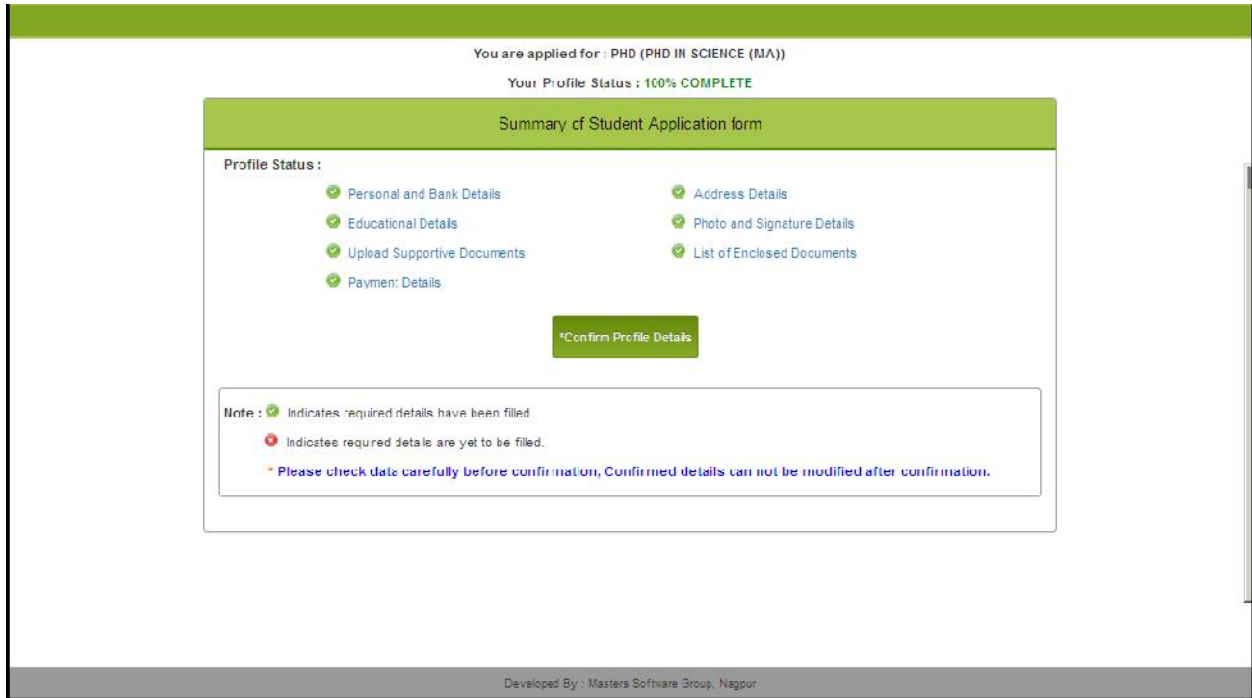 You are applied for : PHD (PHD IN SCIENCE (MA))
Your Profile Status : 100% COMPLETE
Summary of Student Application form
Profile Status :
Personal and Bank Details
Address Details
Educational Details
Photo and Signature Details
Upload Supportive Documents
List of Enclosed Documents
Payment Details
*Confirm Profile Details
Note : Indicates required details have been filled
Indicates required details are yet to be filled.
* Please check data carefully before confirmation, Confirmed details can not be modified after confirmation.
Developed By : Masters Software Group, Nagpur